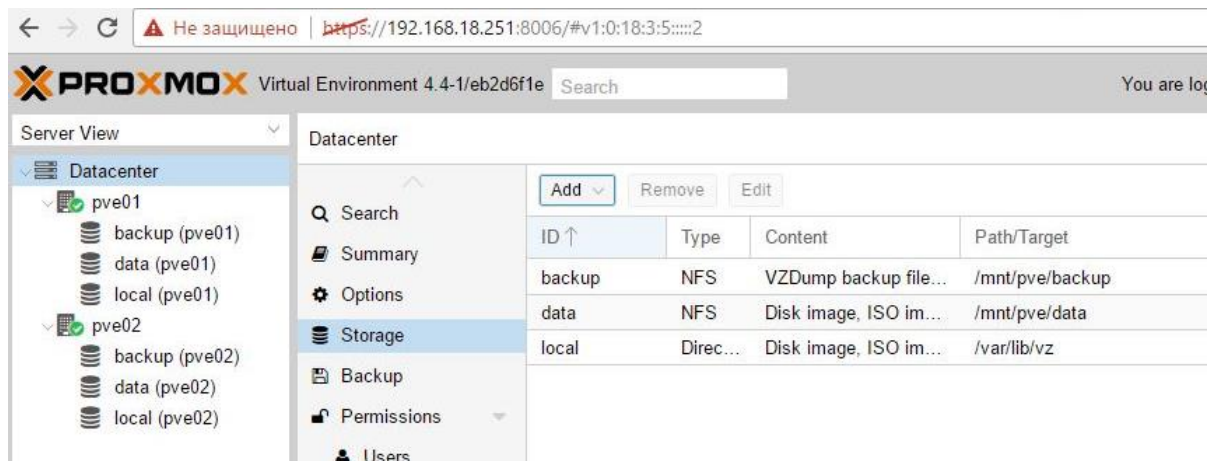 Не защищено https://192.168.18.251:8006/#v1:0:18:3:5:::::2
PROXMOX Virtual Environment 4.4-1/eb2d6f1e Search You are log
Server View
Datacenter
pve01
backup (pve01)
data (pve01)
local (pve01)
pve02
backup (pve02)
data (pve02)
local (pve02)
Datacenter
Search
Summary
Options
Storage
Backup
Permissions
Users
Add Remove Edit
ID Type Content Path/Target
backup NFS VZDump backup file... /mnt/pve/backup
data NFS Disk image, ISO im... /mnt/pve/data
local Direc... Disk image, ISO im... /var/lib/vz